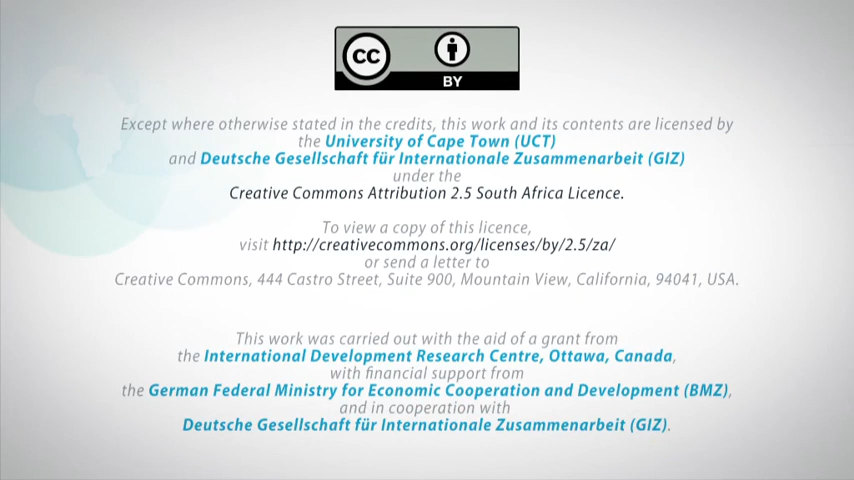 CC
BY
Except where otherwise stated in the credits, this work and its contents are licensed by
the University of Cape Town (UCT)
and Deutsche Gesellschaft für Internationale Zusammenarbeit (GIZ)
under the
Creative Commons Attribution 2.5 South Africa Licence.
To view a copy of this licence,
visit http://creativecommons.org/licenses/by/2.5/za/
or send a letter to
Creative Commons, 444 Castro Street, Suite 900, Mountain View, California, 94041, USA.
This work was carried out with the aid of a grant from
the International Development Research Centre, Ottawa, Canada,
with financial support from
the German Federal Ministry for Economic Cooperation and Development (BMZ),
and in cooperation with
Deutsche Gesellschaft für Internationale Zusammenarbeit (GIZ).